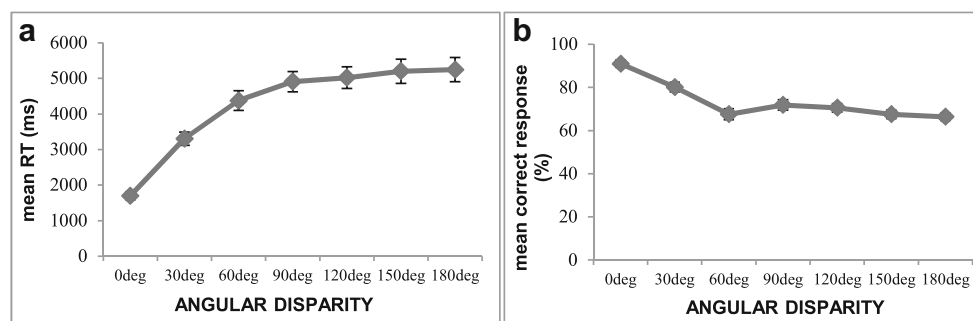 a
6000
5000
4000
3000
2000
1000
0
mean RT (ms)
0deg 30deg 60deg 90deg 120deg 150deg 180deg
ANGULAR DISPARITY
b
100
80
60
40
20
0
mean correct response
(%)
0deg 30deg 60deg 90deg 120deg 150deg 180deg
ANGULAR DISPARITY